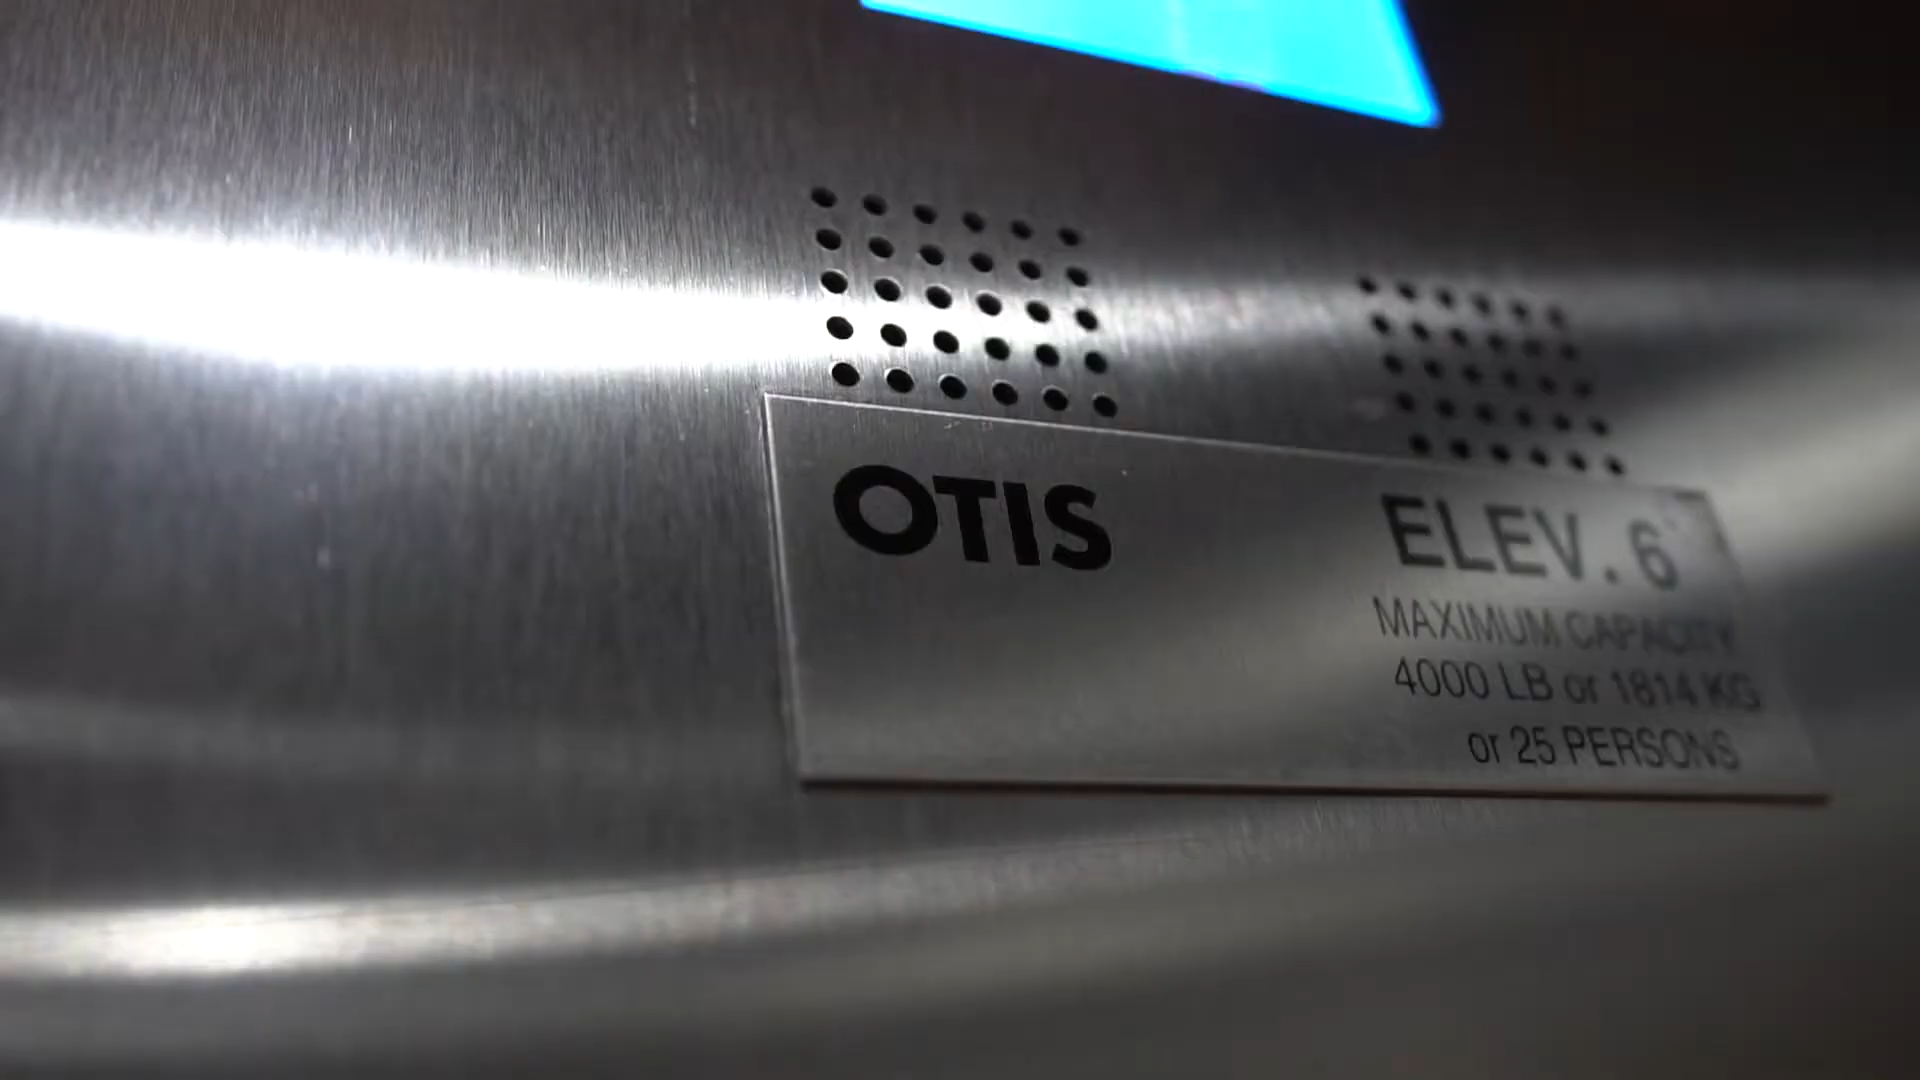 OTIS
ELEV. 6
MAXIMUM CAPACITY
4000 LB or 1814 KG
or 25 PERSONS